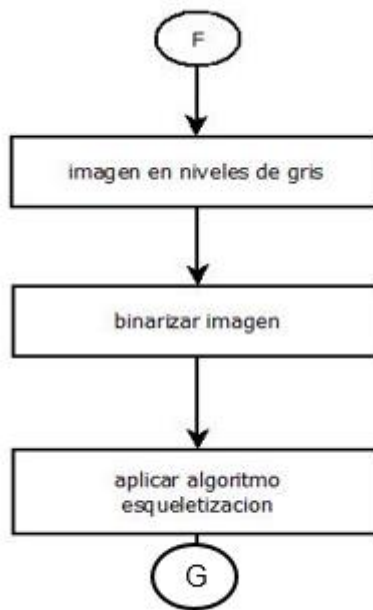 F
imagen en niveles de gris
binarizar imagen
aplicar algoritmo
esqueletizacion
G